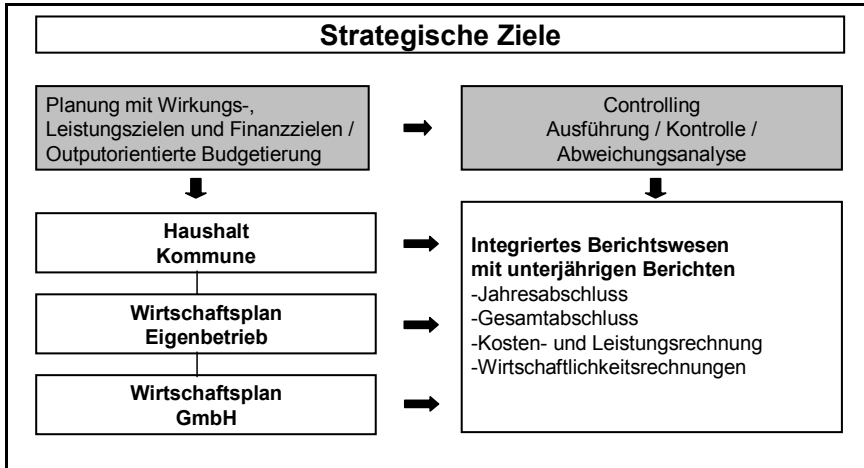 Strategische Ziele
Planung mit Wirkungs-,
Leistungszielen und Finanzzielen /
Outputorientierte Budgetierung
Controlling
Ausführung / Kontrolle /
Abweichungsanalyse
Haushalt
Kommune
Wirtschaftsplan
Eigenbetrieb
Wirtschaftsplan
GmbH
Integriertes Berichtswesen
mit unterjährigen Berichten
-Jahresabschluss
-Gesamtabschluss
-Kosten- und Leistungsrechnung
-Wirtschaftlichkeitsrechnungen